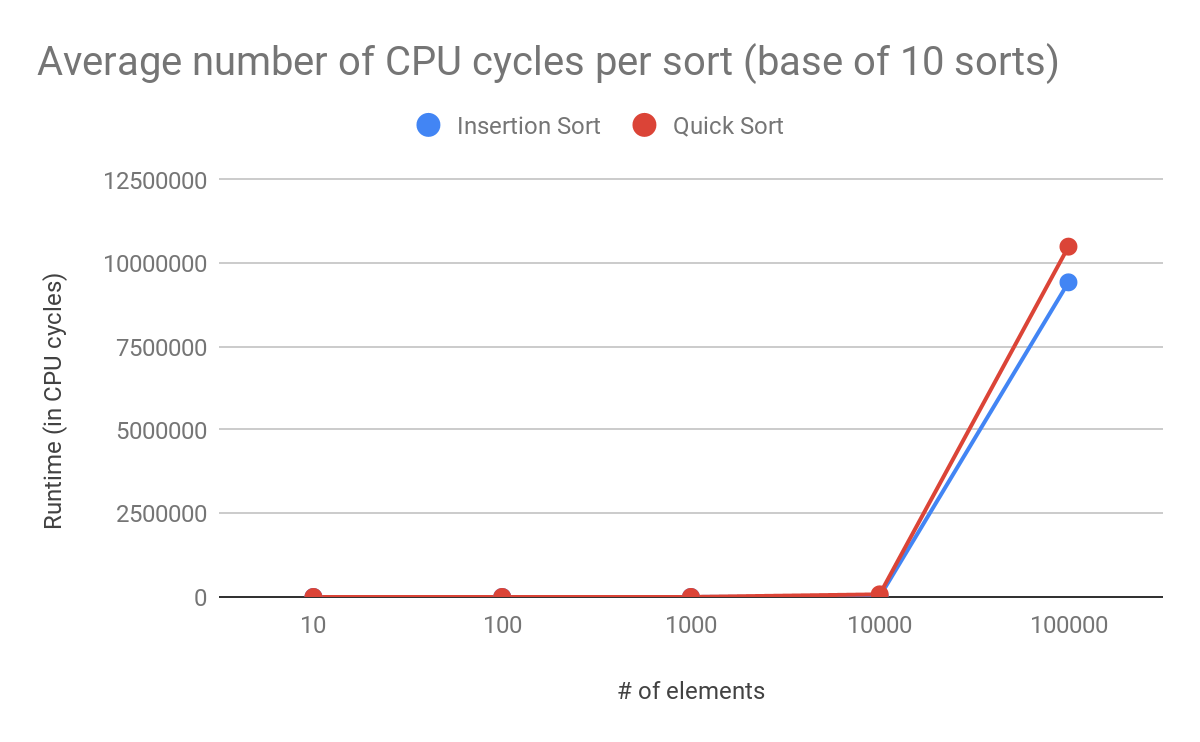 Average number of CPU cycles per sort (base of 10 sorts)
Insertion Sort
Quick Sort
12500000
10000000
7500000
5000000
2500000
0
Runtime (in CPU cycles)
10
100
1000
10000
100000
# of elements